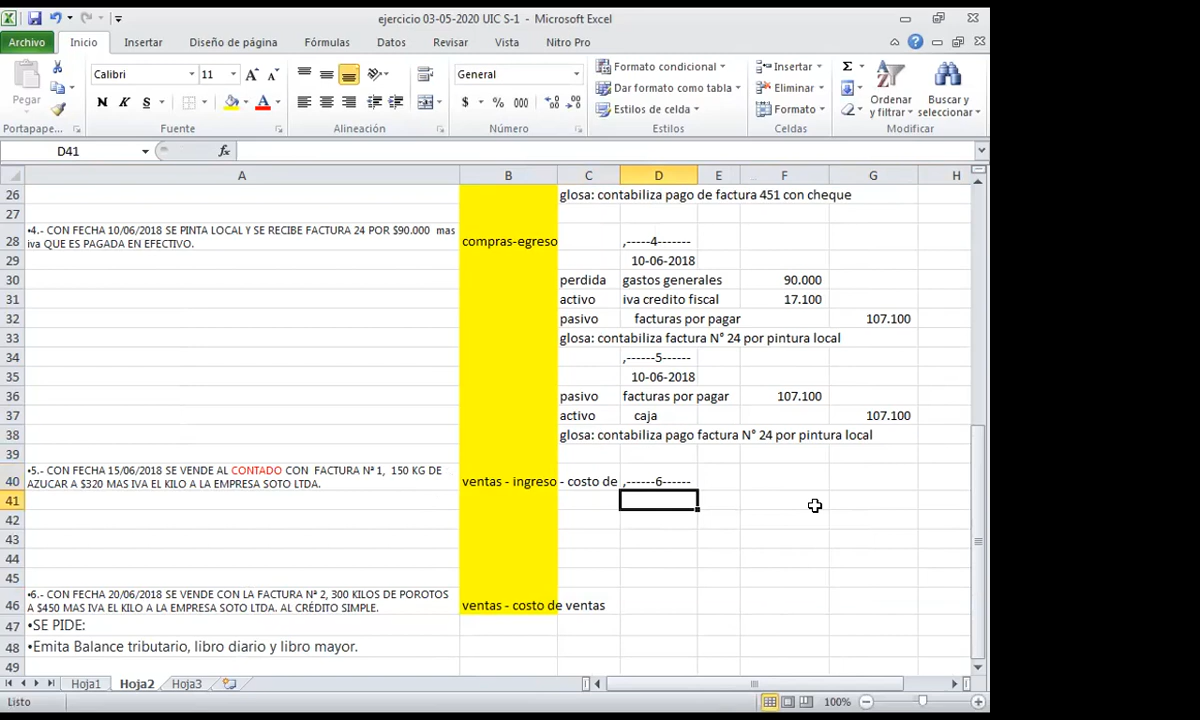 ejercicio 03-05-2020 UIC S-1 - Microsoft Excel
Archivo Inicio Insertar Diseño de página Fórmulas Datos Revisar Vista Nitro Pro
Calibri 11 General
Pegar
N K S
$ % 000
Formato condicional
Dar formato como tabla
Estilos de celda
Insertar
Eliminar
Formato
Σ
Ordenar y filtrar
Buscar y seleccionar
Portapape... Fuente Alineación Número Estilos Celdas Modificar
D41 fx
A B C D E F G H
26 glosa: contabiliza pago de factura 451 con cheque
27
•4.- CON FECHA 10/06/2018 SE PINTA LOCAL Y SE RECIBE FACTURA 24 POR $90.000 mas
28 iva QUE ES PAGADA EN EFECTIVO. compras-egreso ,-----4-------
29 10-06-2018
30 perdida gastos generales 90.000
31 activo iva credito fiscal 17.100
32 pasivo facturas por pagar 107.100
33 glosa: contabiliza factura N° 24 por pintura local
34 ,------5------
35 10-06-2018
36 pasivo facturas por pagar 107.100
37 activo caja 107.100
38 glosa: contabiliza pago factura N° 24 por pintura local
39
•5.- CON FECHA 15/06/2018 SE VENDE AL CONTADO CON FACTURA Nª 1, 150 KG DE
40 AZUCAR A $320 MAS IVA EL KILO A LA EMPRESA SOTO LTDA. ventas - ingreso - costo de ,------6------
41
42
43
44
45
•6.- CON FECHA 20/06/2018 SE VENDE CON LA FACTURA Nª 2, 300 KILOS DE POROTOS
46 A $450 MAS IVA EL KILO A LA EMPRESA SOTO LTDA. AL CRÉDITO SIMPLE. ventas - costo de ventas
47 •SE PIDE:
48 •Emita Balance tributario, libro diario y libro mayor.
49
Hoja1 Hoja2 Hoja3
Listo 100%